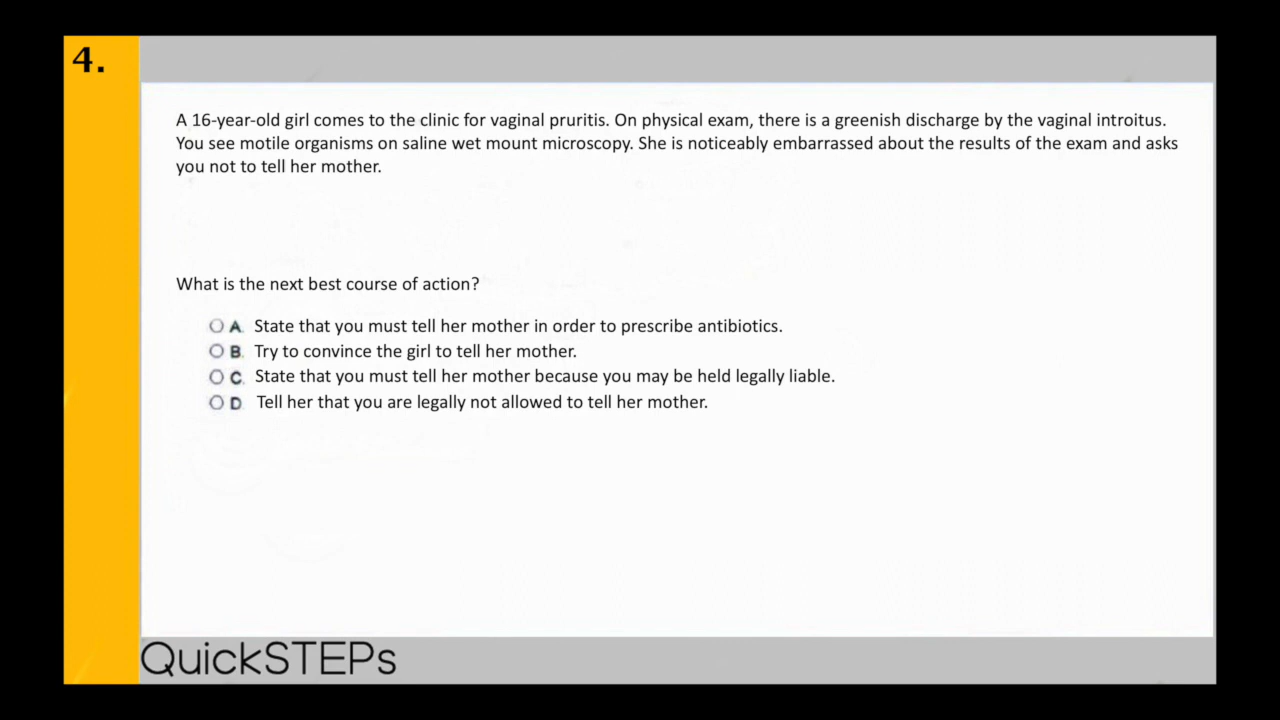 4.
A 16-year-old girl comes to the clinic for vaginal pruritis. On physical exam, there is a greenish discharge by the vaginal introitus.
You see motile organisms on saline wet mount microscopy. She is noticeably embarrassed about the results of the exam and asks
you not to tell her mother.
What is the next best course of action?
A. State that you must tell her mother in order to prescribe antibiotics.
B. Try to convince the girl to tell her mother.
C. State that you must tell her mother because you may be held legally liable.
D. Tell her that you are legally not allowed to tell her mother.
QuickSTEPs